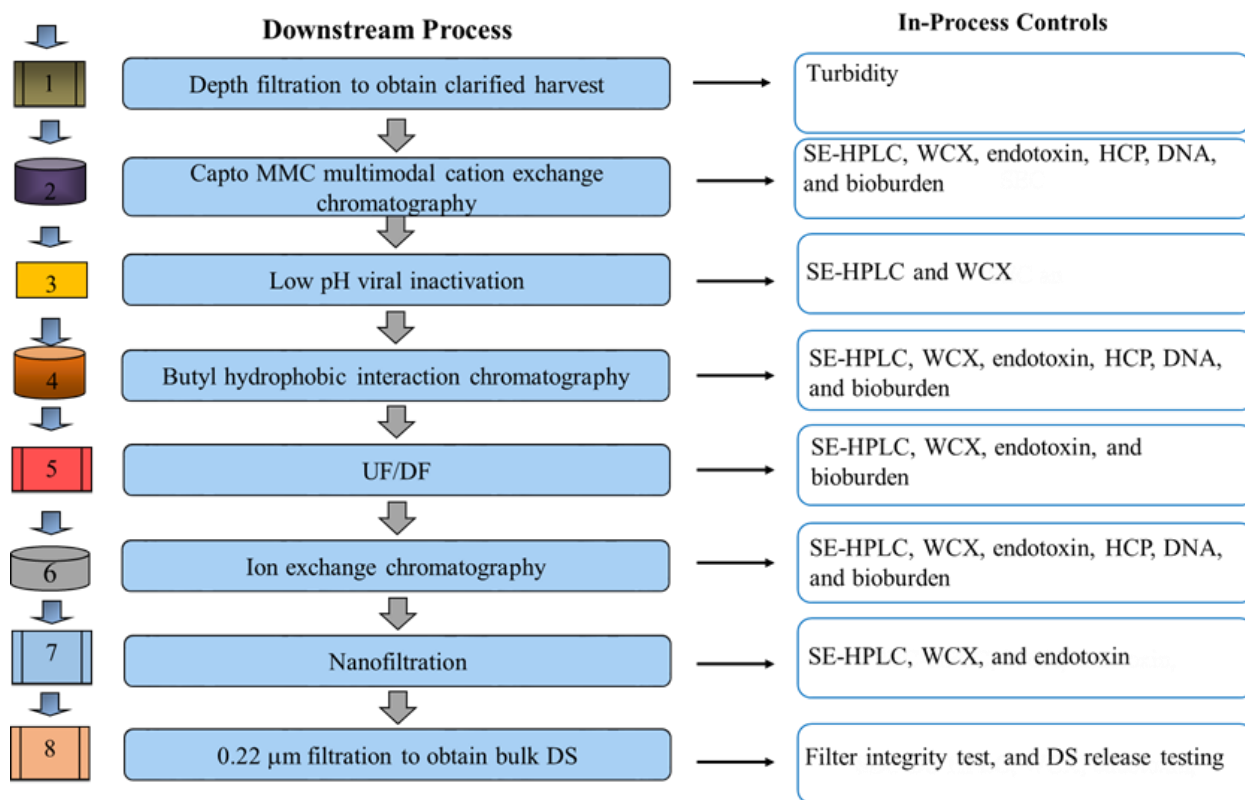 Downstream Process
In-Process Controls
1
Depth filtration to obtain clarified harvest
Turbidity
2
Capto MMC multimodal cation exchange
chromatography
SE-HPLC, WCX, endotoxin, HCP, DNA,
and bioburden
3
Low pH viral inactivation
SE-HPLC and WCX
4
Butyl hydrophobic interaction chromatography
SE-HPLC, WCX, endotoxin, HCP, DNA,
and bioburden
5
UF/DF
SE-HPLC, WCX, endotoxin, and
bioburden
6
Ion exchange chromatography
SE-HPLC, WCX, endotoxin, HCP, DNA,
and bioburden
7
Nanofiltration
SE-HPLC, WCX, and endotoxin
8
0.22 µm filtration to obtain bulk DS
Filter integrity test, and DS release testing